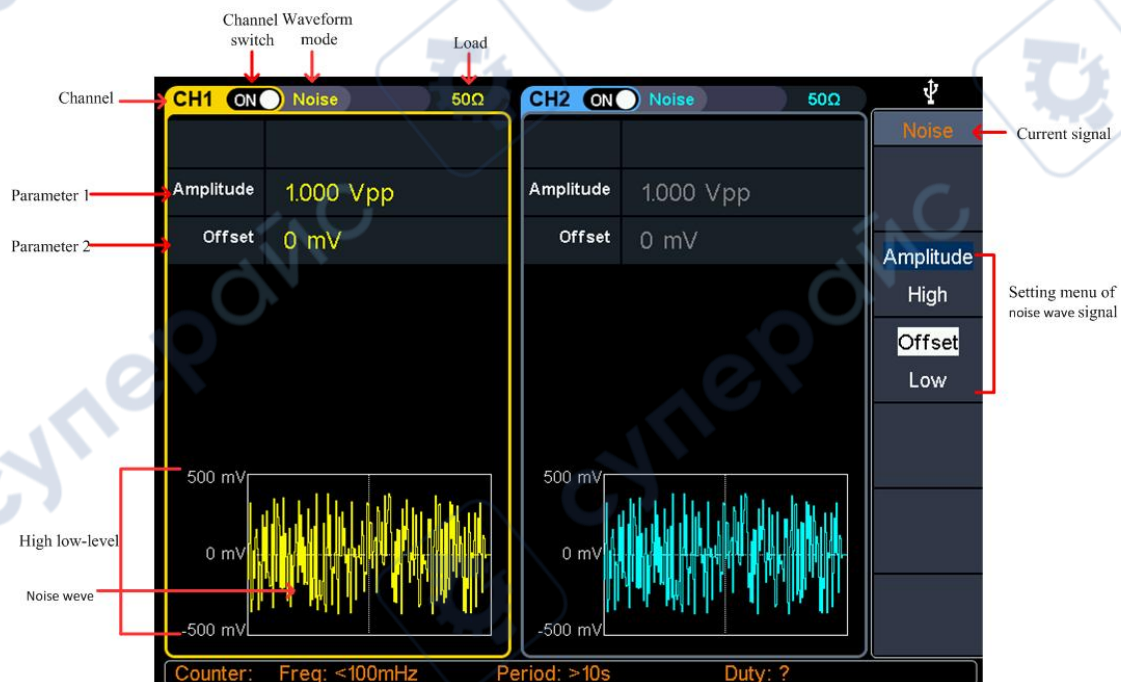 Channel Waveform
switch mode
Load
Channel
CH1 ON Noise 50Ω
CH2 ON Noise 50Ω
Noise
Current signal
Parameter 1
Amplitude 1.000 Vpp
Amplitude 1.000 Vpp
Parameter 2
Offset 0 mV
Offset 0 mV
Amplitude
High
Offset
Low
Setting menu of
noise wave signal
500 mV
0 mV
-500 mV
500 mV
0 mV
-500 mV
High low-level
Noise weve
Counter: Freq: <100mHz Period: >10s Duty: ?
суперайс
суперайс